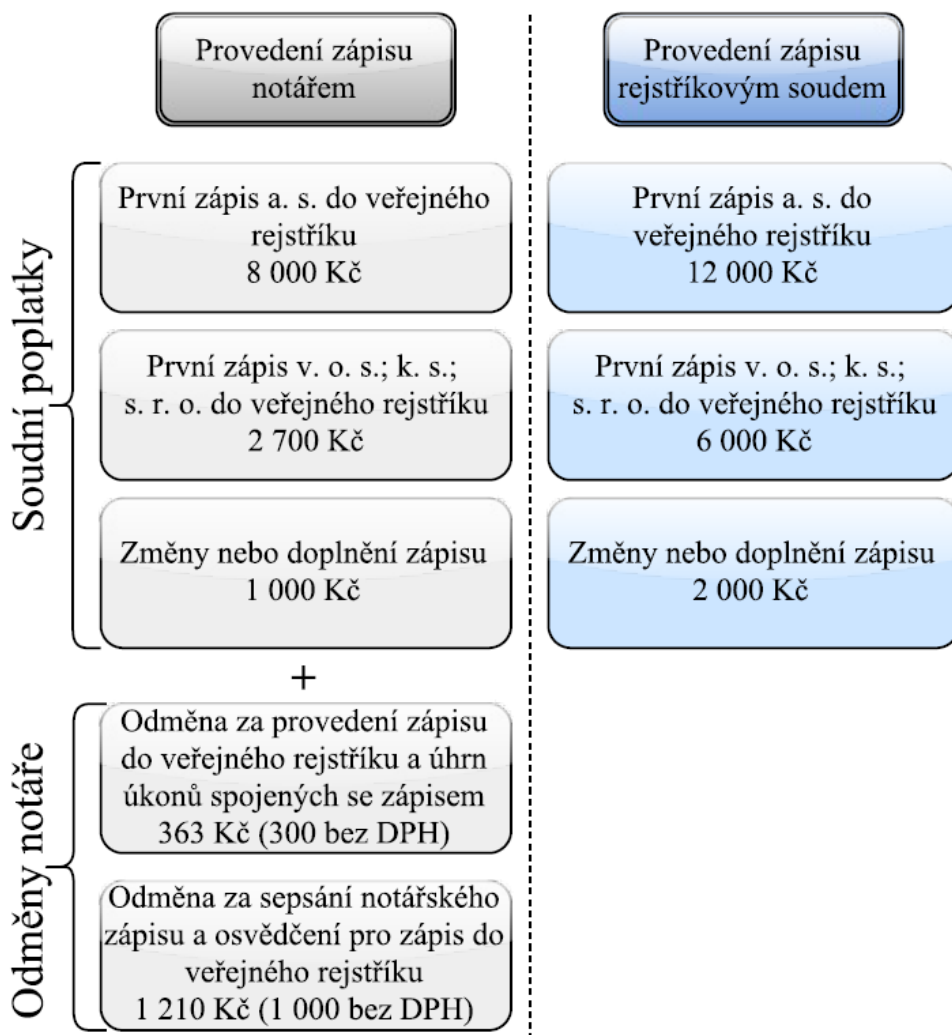 Provedení zápisu
notářem
Provedení zápisu
rejstříkovým soudem
Soudní poplatky
První zápis a. s. do veřejného
rejstříku
8 000 Kč
První zápis a. s. do
veřejného rejstříku
12 000 Kč
První zápis v. o. s.; k. s.;
s. r. o. do veřejného rejstříku
2 700 Kč
První zápis v. o. s.; k. s.;
s. r. o. do veřejného rejstříku
6 000 Kč
Změny nebo doplnění zápisu
1 000 Kč
Změny nebo doplnění zápisu
2 000 Kč
+
Odměny notáře
Odměna za provedení zápisu
do veřejného rejstříku a úhrn
úkonů spojených se zápisem
363 Kč (300 bez DPH)
Odměna za sepsání notářského
zápisu a osvědčení pro zápis do
veřejného rejstříku
1 210 Kč (1 000 bez DPH)